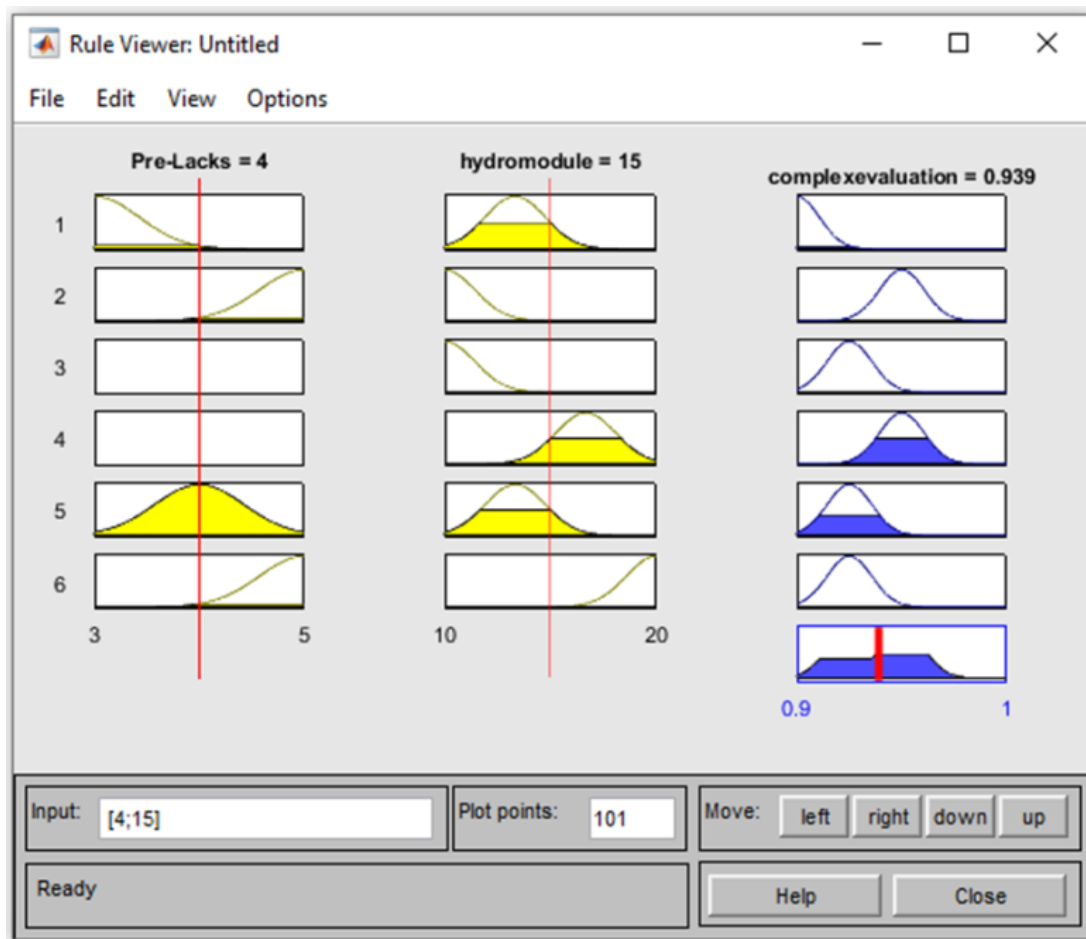 Rule Viewer: Untitled
File Edit View Options
Pre-Lacks = 4 hydromodule = 15 complexevaluation = 0.939
1
2
3
4
5
6
3 5 10 20
0.9 1
Input: [4;15] Plot points: 101 Move: left right down up
Ready Help Close